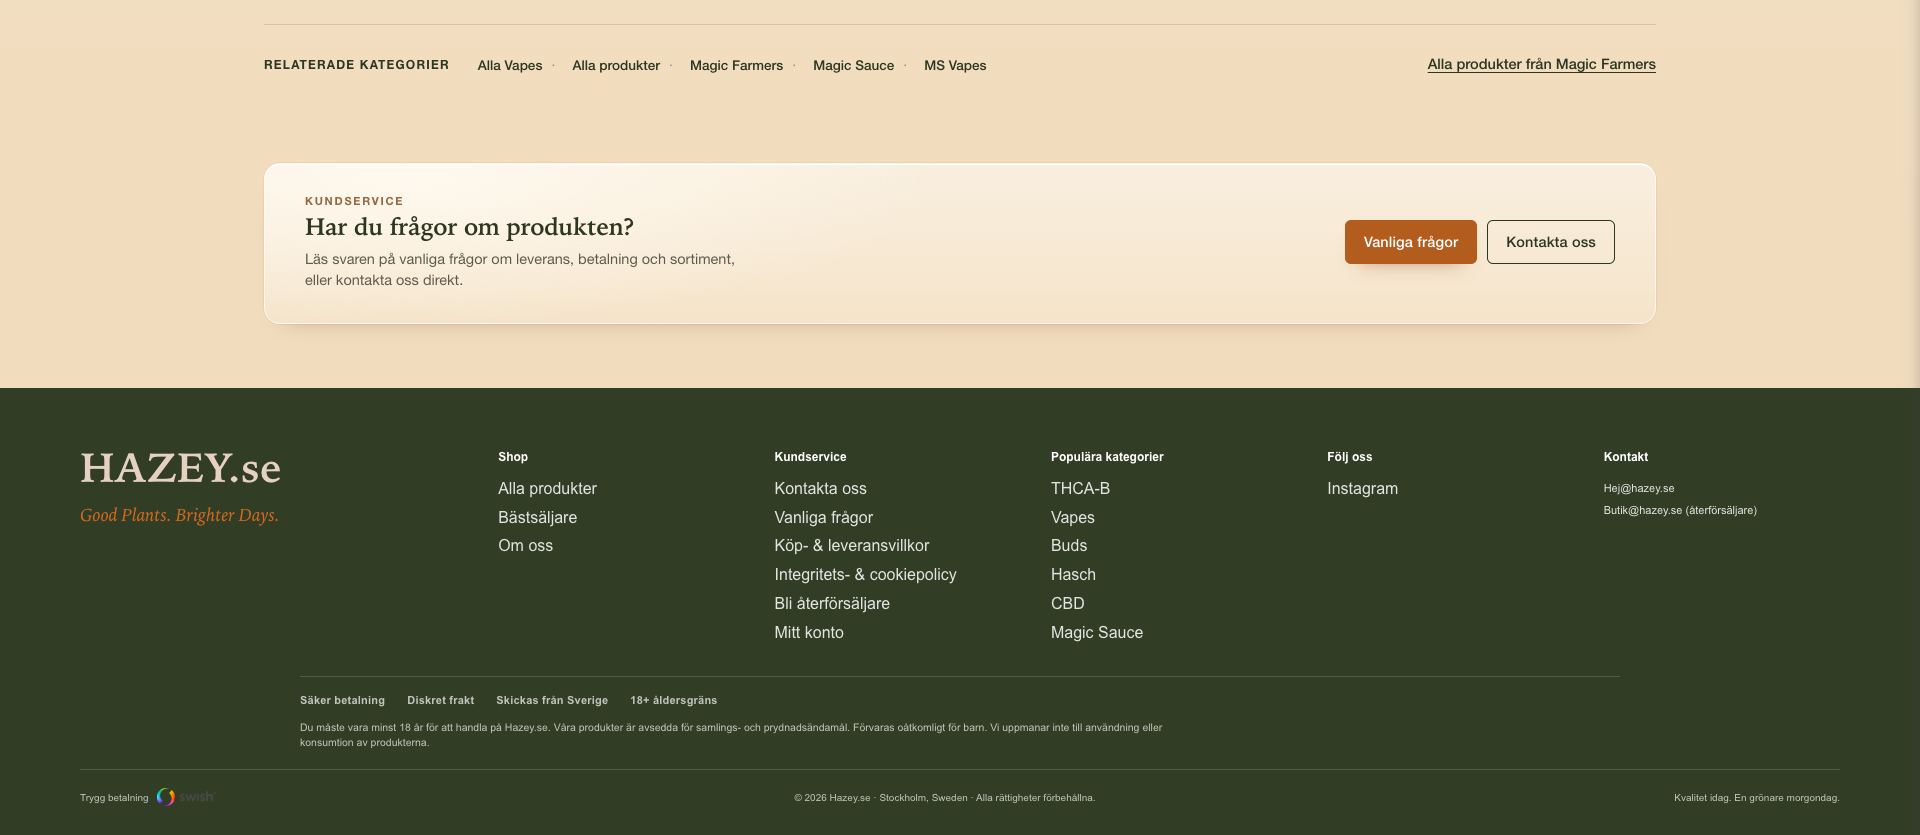 RELATERADE KATEGORIER Alla Vapes · Alla produkter · Magic Farmers · Magic Sauce · MS Vapes Alla produkter från Magic Farmers
KUNDSERVICE
Har du frågor om produkten?
Läs svaren på vanliga frågor om leverans, betalning och sortiment,
eller kontakta oss direkt.
Vanliga frågor Kontakta oss
HAZEY.se
Good Plants. Brighter Days.
Shop
Alla produkter
Bästsäljare
Om oss
Kundservice
Kontakta oss
Vanliga frågor
Köp- & leveransvillkor
Integritets- & cookiepolicy
Bli återförsäljare
Mitt konto
Populära kategorier
THCA-B
Vapes
Buds
Hasch
CBD
Magic Sauce
Följ oss
Instagram
Kontakt
Hej@hazey.se
Butik@hazey.se (återförsäljare)
Säker betalning Diskret frakt Skickas från Sverige 18+ åldersgräns
Du måste vara minst 18 år för att handla på Hazey.se. Våra produkter är avsedda för samlings- och prydnadsändamål. Förvaras oåtkomligt för barn. Vi uppmanar inte till användning eller
konsumtion av produkterna.
Trygg betalning swish © 2026 Hazey.se · Stockholm, Sweden · Alla rättigheter förbehållna. Kvalitet idag. En grönare morgondag.